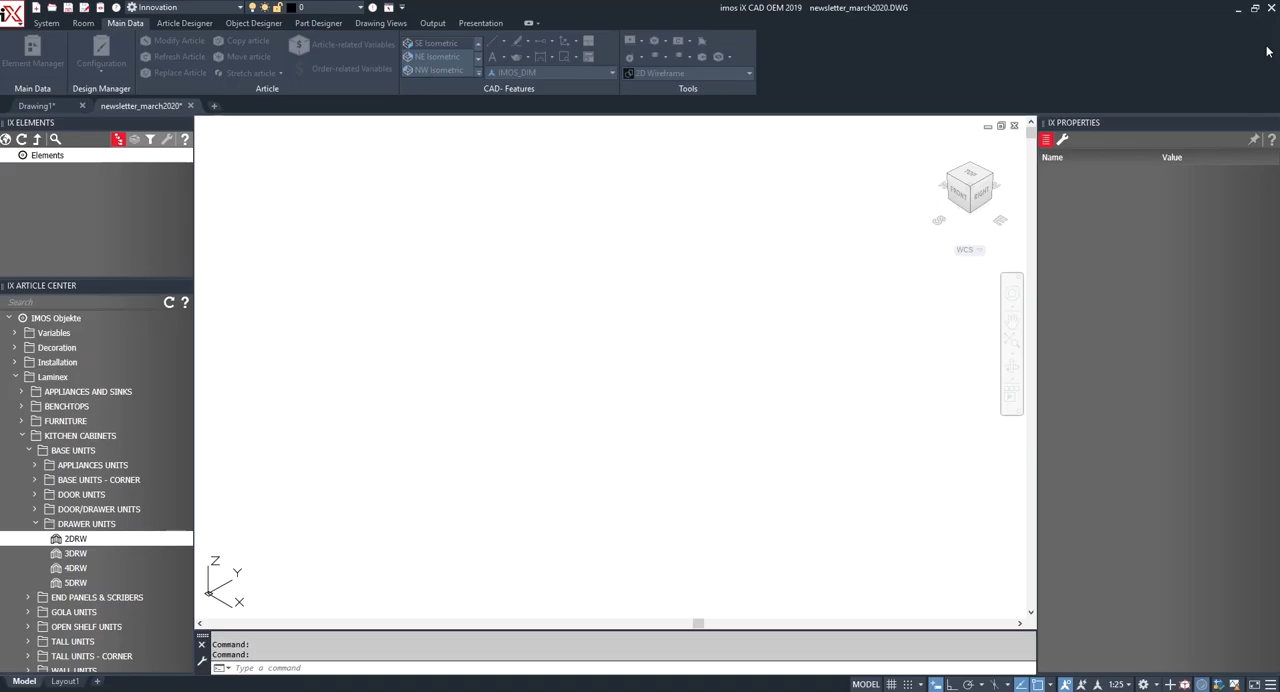 Innovation
0
imos iX CAD OEM 2019 newsletter_march2020.DWG
System Room Main Data Article Designer Object Designer Part Designer Drawing Views Output Presentation
Element Manager
Configuration
Modify Article
Refresh Article
Replace Article
Copy article
Move article
Stretch article
Article-related Variables
Order-related Variables
SE Isometric
NE Isometric
NW Isometric
IMOS_DIM
2D Wireframe
Main Data Design Manager Article CAD- Features Tools
Drawing1* newsletter_march2020*
IX ELEMENTS
Elements
IX ARTICLE CENTER
Search
IMOS Objekte
Variables
Decoration
Installation
Laminex
APPLIANCES AND SINKS
BENCHTOPS
FURNITURE
KITCHEN CABINETS
BASE UNITS
APPLIANCES UNITS
BASE UNITS - CORNER
DOOR UNITS
DOOR/DRAWER UNITS
DRAWER UNITS
2DRW
3DRW
4DRW
5DRW
END PANELS & SCRIBERS
GOLA UNITS
OPEN SHELF UNITS
TALL UNITS
TALL UNITS - CORNER
WALL UNITS
TOP
FRONT
RIGHT
S
E
WCS
Z
Y
X
Command:
Command:
Type a command
IX PROPERTIES
Name Value
Model Layout1
MODEL
1:25